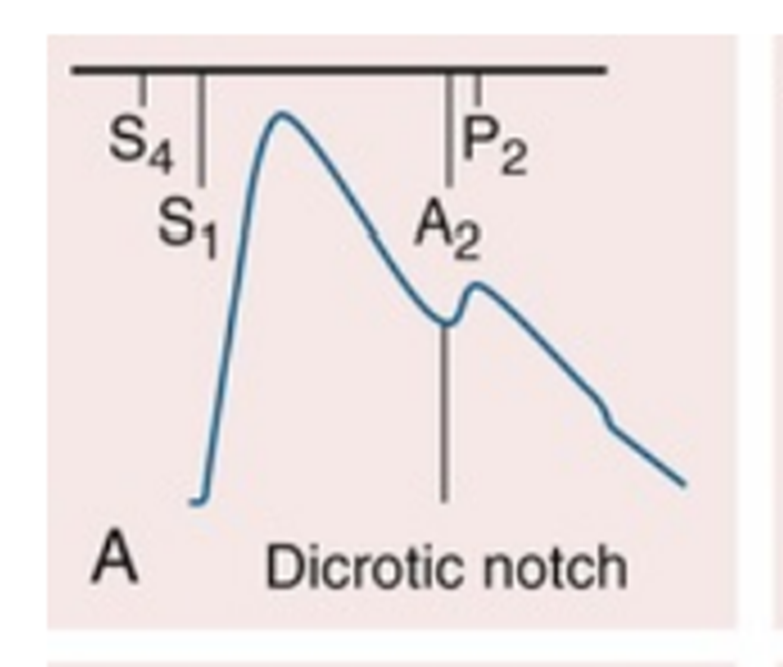 S₄
P₂
S₁
A₂
A
Dicrotic notch